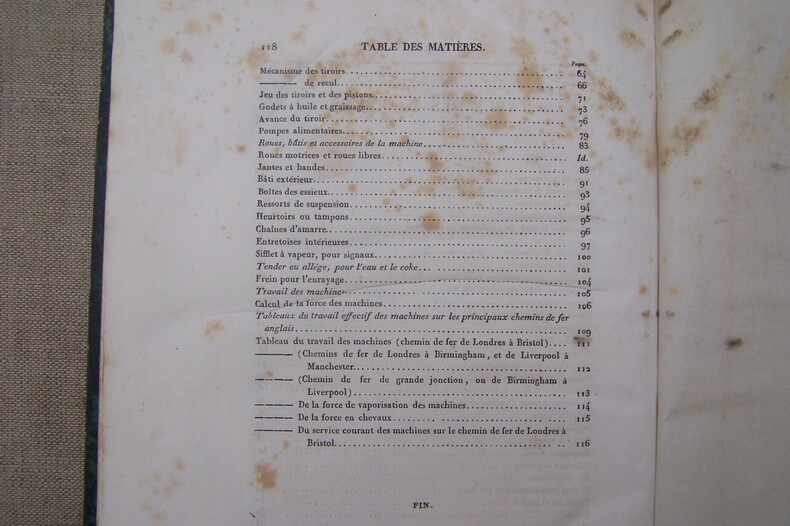 118 TABLE DES MATIÈRES.
Pages.
Mécanisme des tiroirs. 64
——— de recul. 66
Jeu des tiroirs et des pistons. 71
Godets à huile et graissage. 73
Avance du tiroir. 76
Pompes alimentaires. 79
Roues, bâtis et accessoires de la machine. 83
Roues motrices et roues libres. Id.
Jantes et bandes. 85
Bâti extérieur. 91
Boîtes des essieux. 93
Ressorts de suspension. 94
Heurtoirs ou tampons. 95
Chaînes d'amarre. 96
Entretoises intérieures. 97
Sifflet à vapeur, pour signaux. 100
Tender ou allége, pour l'eau et le coke. 101
Frein pour l'enrayage. 104
Travail des machines. 105
Calcul de la force des machines. 106
Tableaux du travail effectif des machines sur les principaux chemins de fer
anglais. 109
Tableau du travail des machines (chemin de fer de Londres à Bristol). 111
——— (Chemins de fer de Londres à Birmingham, et de Liverpool à
Manchester. 112
——— (Chemin de fer de grande jonction, ou de Birmingham à
Liverpool) 113
——— De la force de vaporisation des machines. 114
——— De la force en chevaux. 115
——— Du service courant des machines sur le chemin de fer de Londres à
Bristol. 116
FIN.